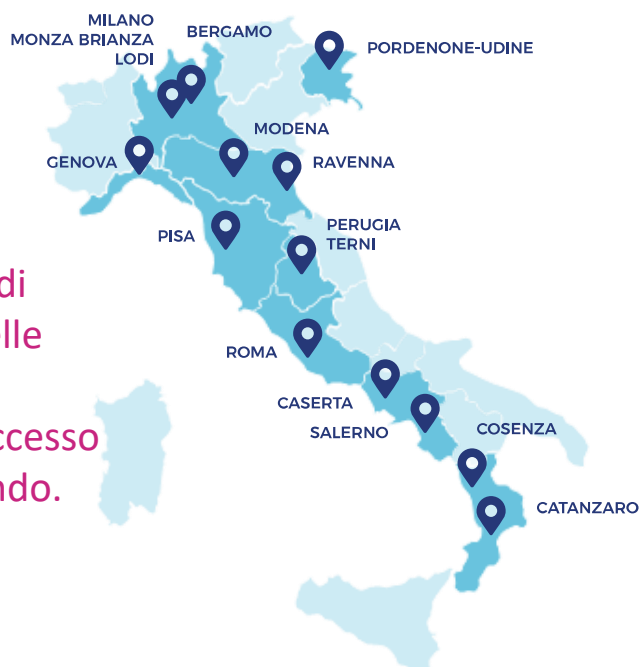 MILANO
MONZA BRIANZA
LODI
BERGAMO
PORDENONE-UDINE
MODENA
GENOVA
RAVENNA
PISA
PERUGIA
TERNI
di
elle
ROMA
CASERTA
SALERNO
COSENZA
ccesso
ndo.
CATANZARO